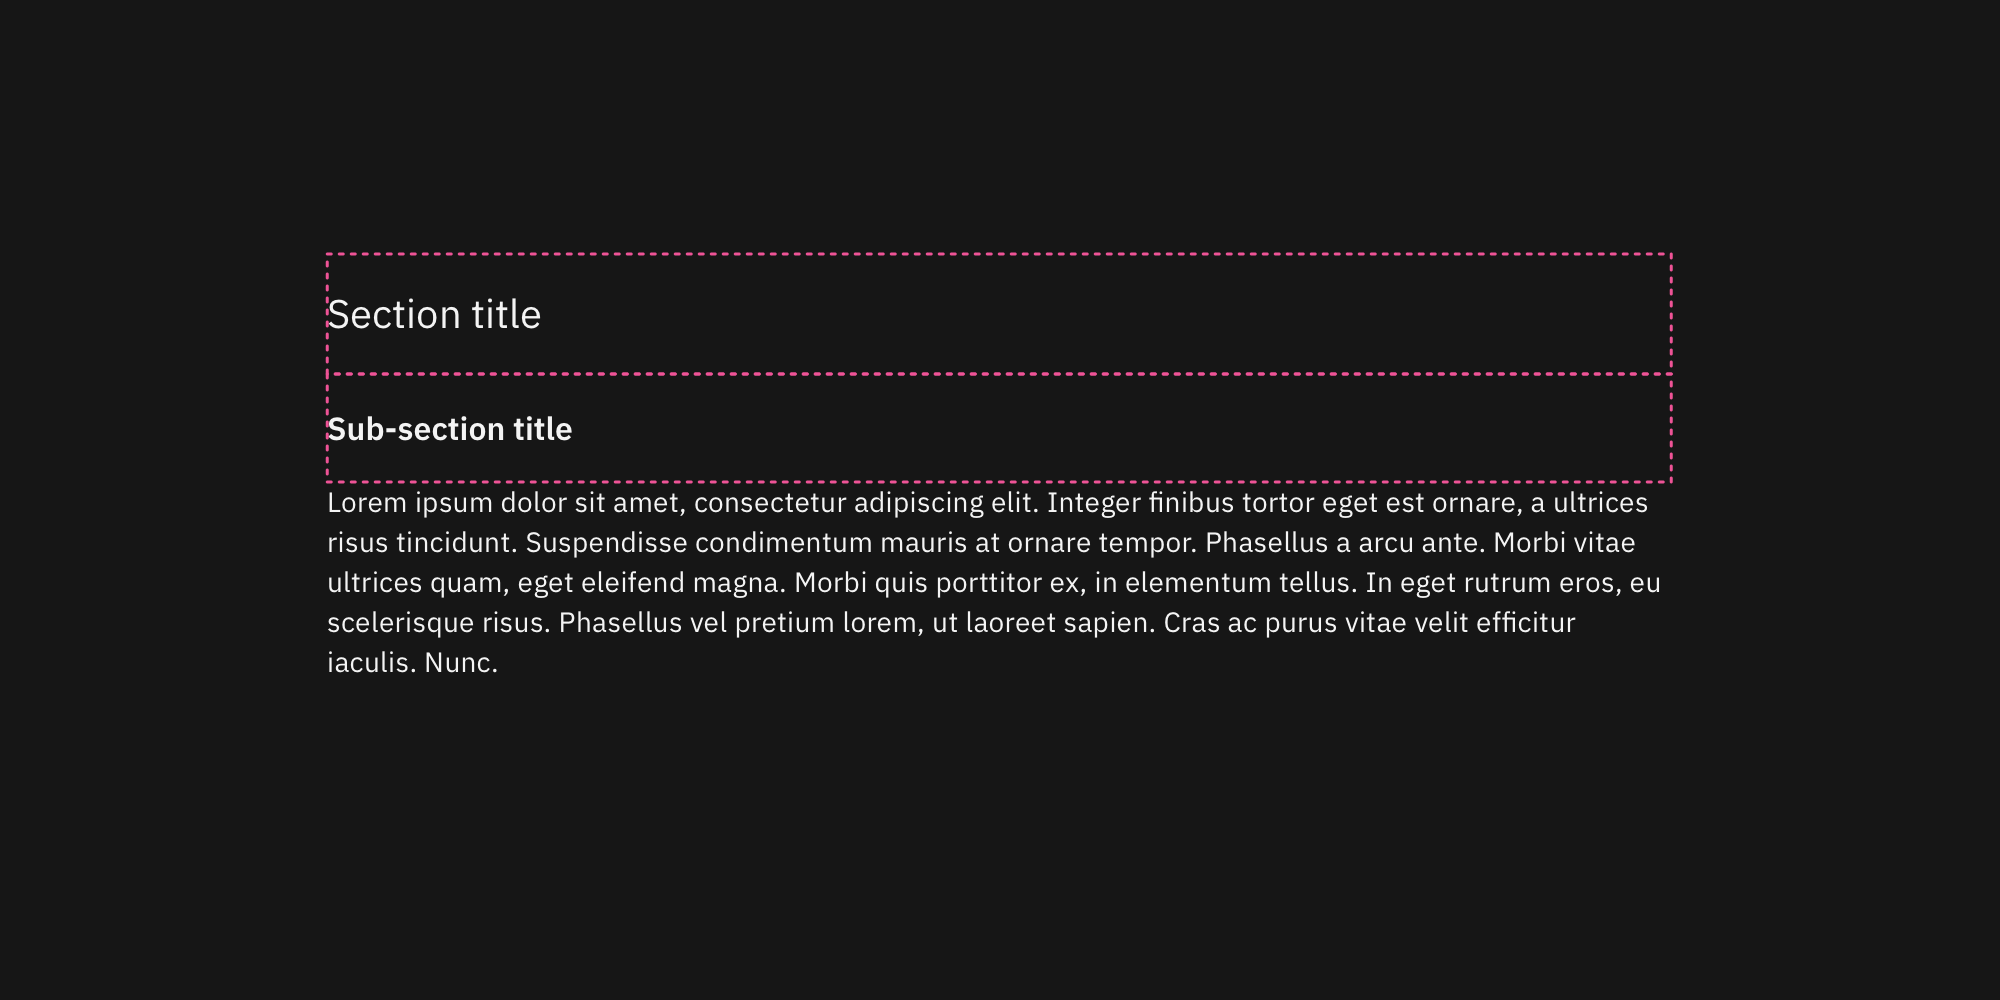 Section title
Sub-section title
Lorem ipsum dolor sit amet, consectetur adipiscing elit. Integer finibus tortor eget est ornare, a ultrices
risus tincidunt. Suspendisse condimentum mauris at ornare tempor. Phasellus a arcu ante. Morbi vitae
ultrices quam, eget eleifend magna. Morbi quis porttitor ex, in elementum tellus. In eget rutrum eros, eu
scelerisque risus. Phasellus vel pretium lorem, ut laoreet sapien. Cras ac purus vitae velit efficitur
iaculis. Nunc.